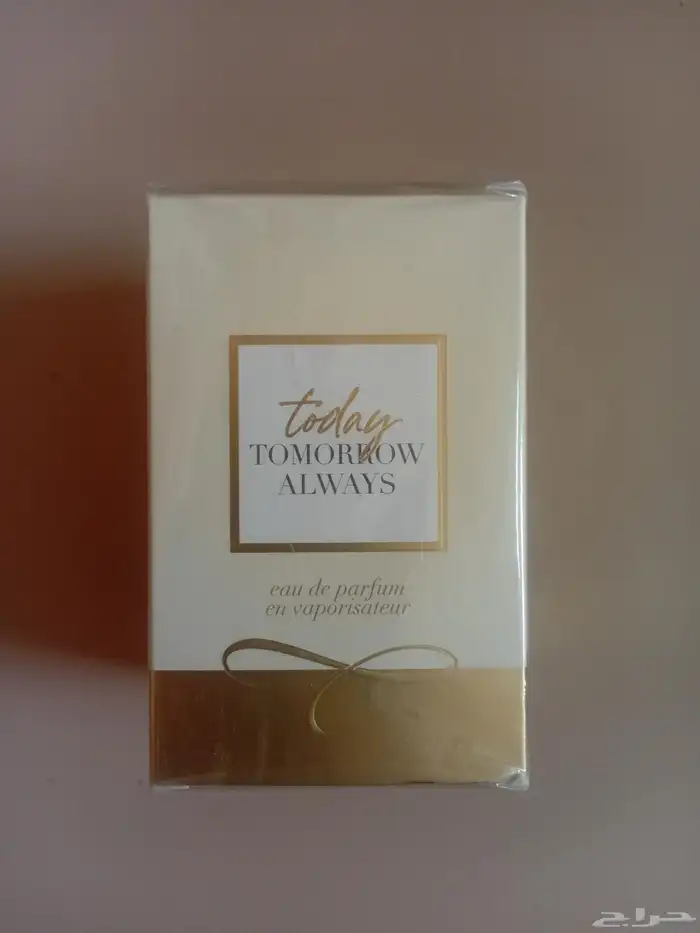 today
TOMORROW
ALWAYS
eau de parfum
en vaporisateur
حراج